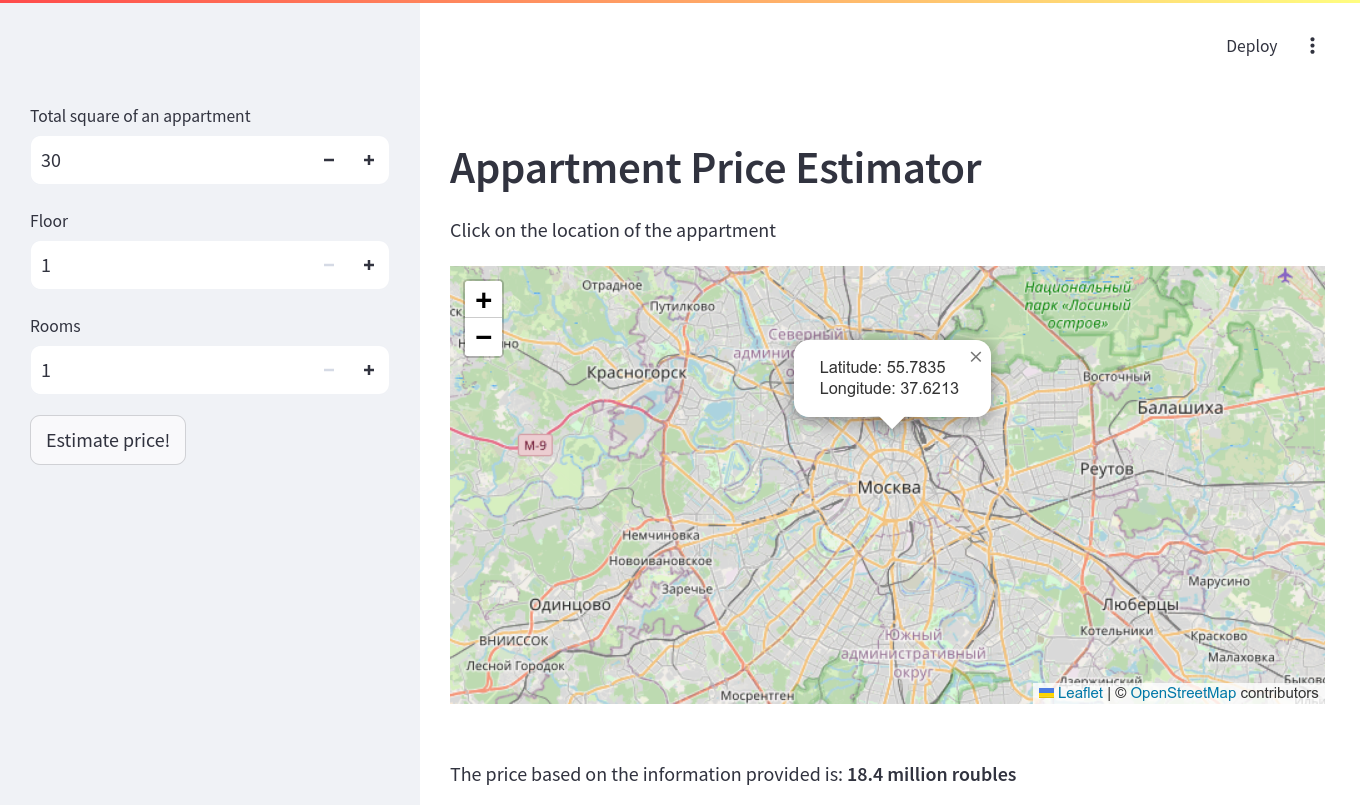 Deploy
Total square of an appartment
30
Floor
1
Rooms
1
Estimate price!
Appartment Price Estimator
Click on the location of the appartment
+
−
Отрадное
Путилково
Национальный
парк «Лосиный
остров»
Северный
Latitude: 55.7835
Longitude: 37.6213
×
Красногорск
Восточный
Балашиха
М-9
Реутов
Москва
Немчиновка
Новоивановское
Заречье
Марусино
Одинцово
Люберцы
ВНИИССОК
Южный
административный
округ
Котельники
Красково
Лесной Городок
Малаховка
Мосрентген
Дзержинский
Leaflet | © OpenStreetMap contributors
The price based on the information provided is: 18.4 million roubles